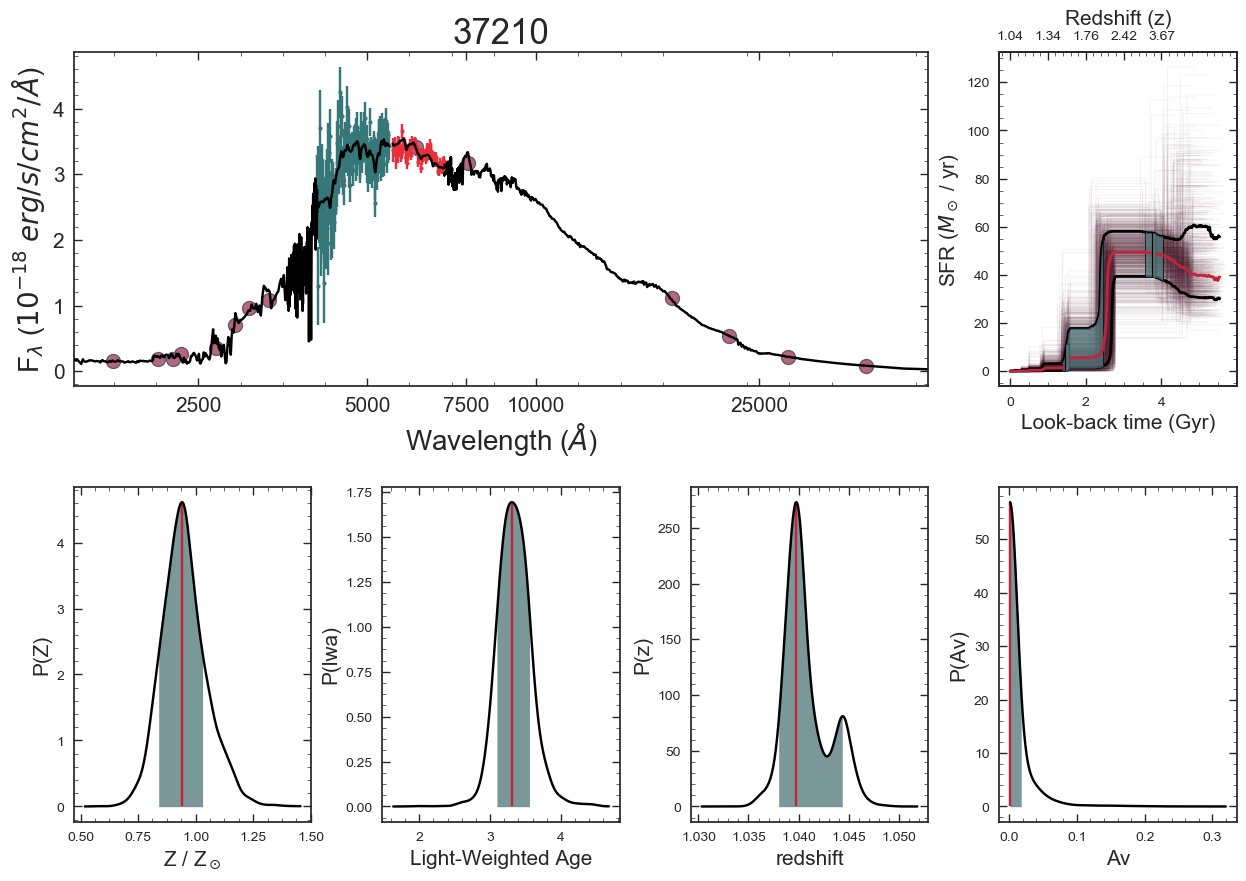 37210
F_λ (10^−18 erg/s/cm^2/Å)
4
3
2
1
0
2500 5000 7500 10000 25000
Wavelength (Å)
Redshift (z)
1.04 1.34 1.76 2.42 3.67
SFR (M_⊙ / yr)
120
100
80
60
40
20
0
0 2 4
Look-back time (Gyr)
P(Z)
4
3
2
1
0
0.50 0.75 1.00 1.25 1.50
Z / Z_⊙
P(lwa)
1.75
1.50
1.25
1.00
0.75
0.50
0.25
0.00
2 3 4
Light-Weighted Age
P(z)
250
200
150
100
50
0
1.030 1.035 1.040 1.045 1.050
redshift
P(Av)
50
40
30
20
10
0
0.0 0.1 0.2 0.3
Av